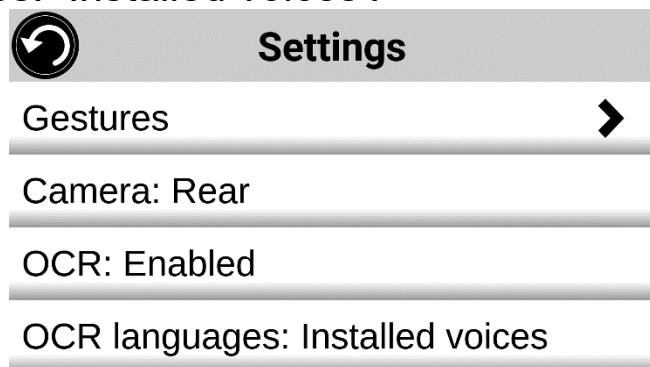 Settings
Gestures
Camera: Rear
OCR: Enabled
OCR languages: Installed voices